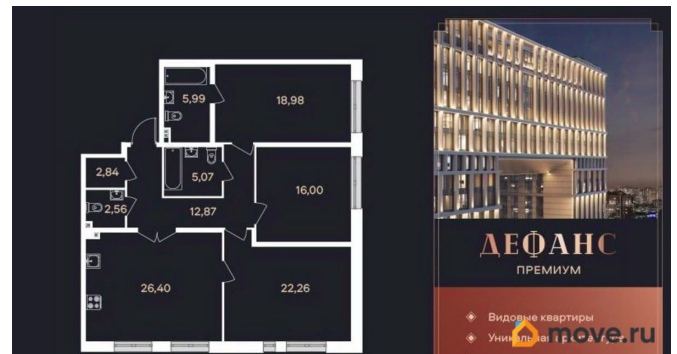 5,99
18,98
2,84
5,07
16,00
2,56
12,87
26,40
22,26
ДЕФАНС
ПРЕМИУМ
Видовые квартиры
move.ru